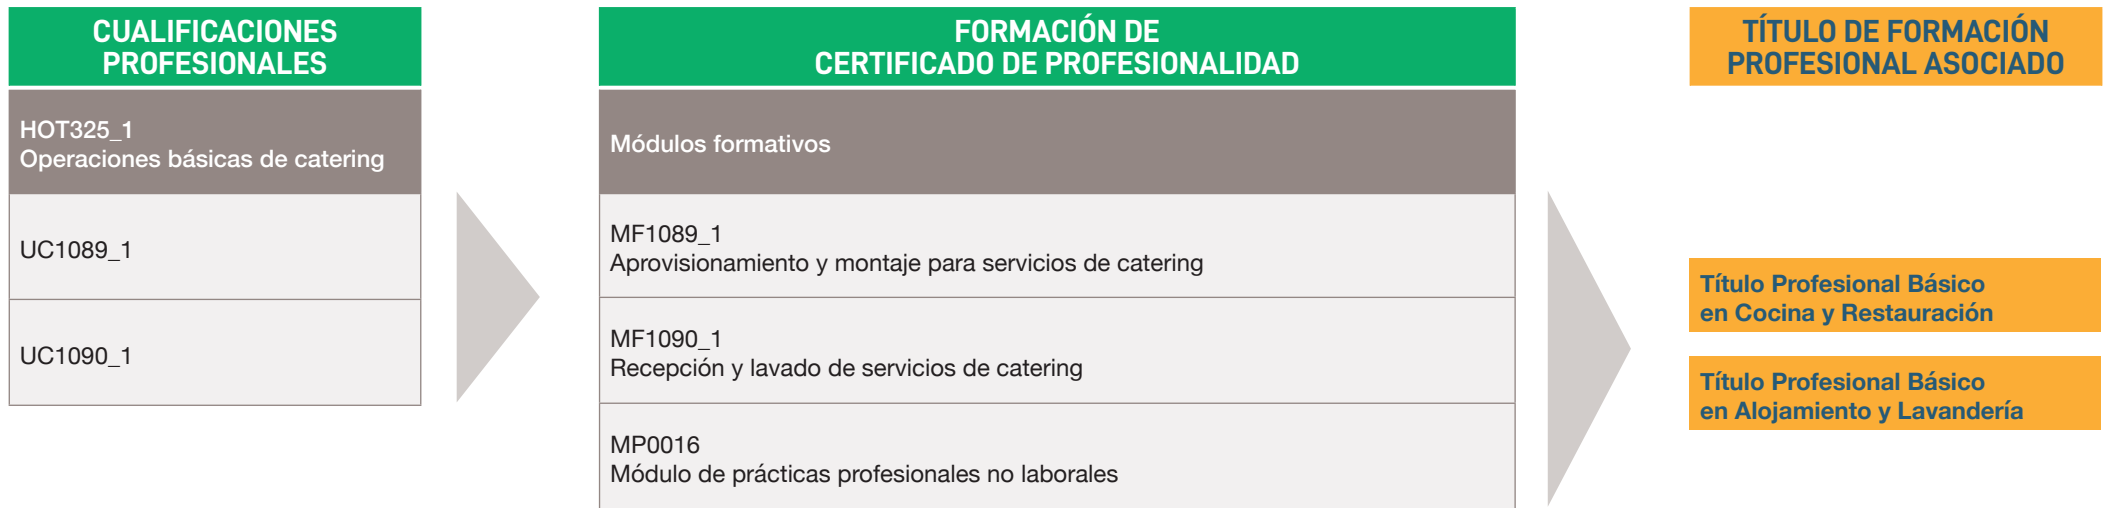 CUALIFICACIONES
PROFESIONALES
HOT325_1
Operaciones básicas de catering
UC1089_1
UC1090_1
FORMACIÓN DE
CERTIFICADO DE PROFESIONALIDAD
Módulos formativos
MF1089_1
Aprovisionamiento y montaje para servicios de catering
MF1090_1
Recepción y lavado de servicios de catering
MP0016
Módulo de prácticas profesionales no laborales
TÍTULO DE FORMACIÓN
PROFESIONAL ASOCIADO
Título Profesional Básico
en Cocina y Restauración
Título Profesional Básico
en Alojamiento y Lavandería